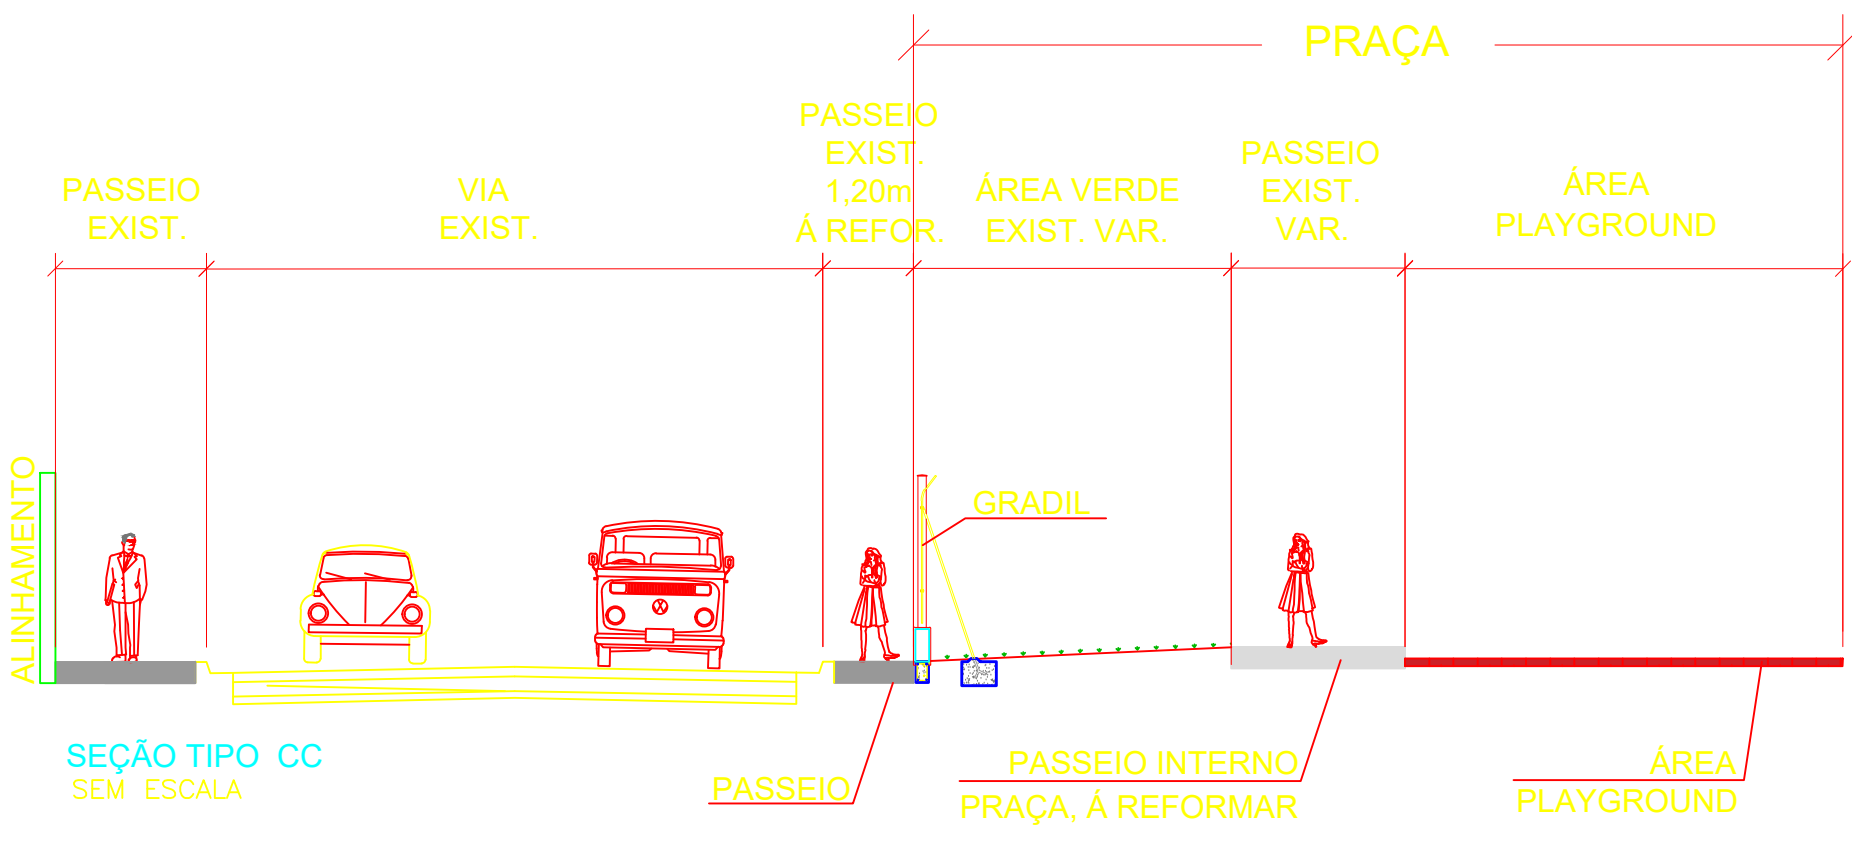 PRAÇA
PASSEIO
EXIST.
1,20m
Á REFOR.
PASSEIO
EXIST.
VIA
EXIST.
ÁREA VERDE
EXIST. VAR.
PASSEIO
EXIST.
VAR.
ÁREA
PLAYGROUND
ALINHAMENTO
GRADIL
SEÇÃO TIPO CC
SEM ESCALA
PASSEIO
PASSEIO INTERNO
PRAÇA, Á REFORMAR
ÁREA
PLAYGROUND